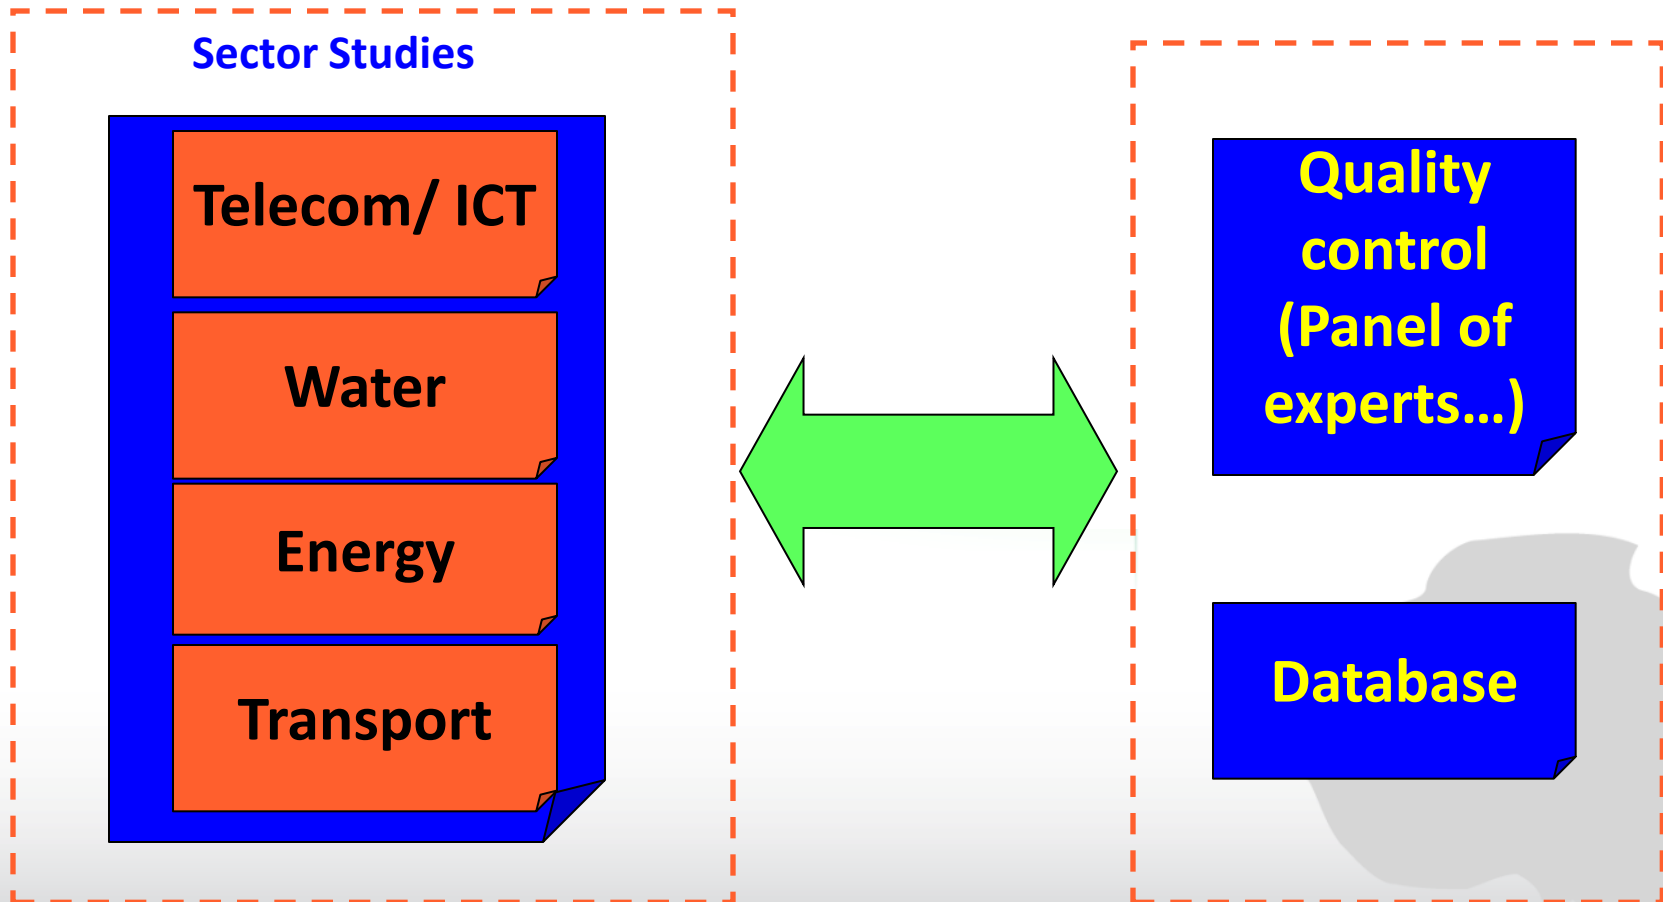 Sector Studies
Telecom/ ICT
Water
Energy
Transport
Quality
control
(Panel of
experts...)
Database